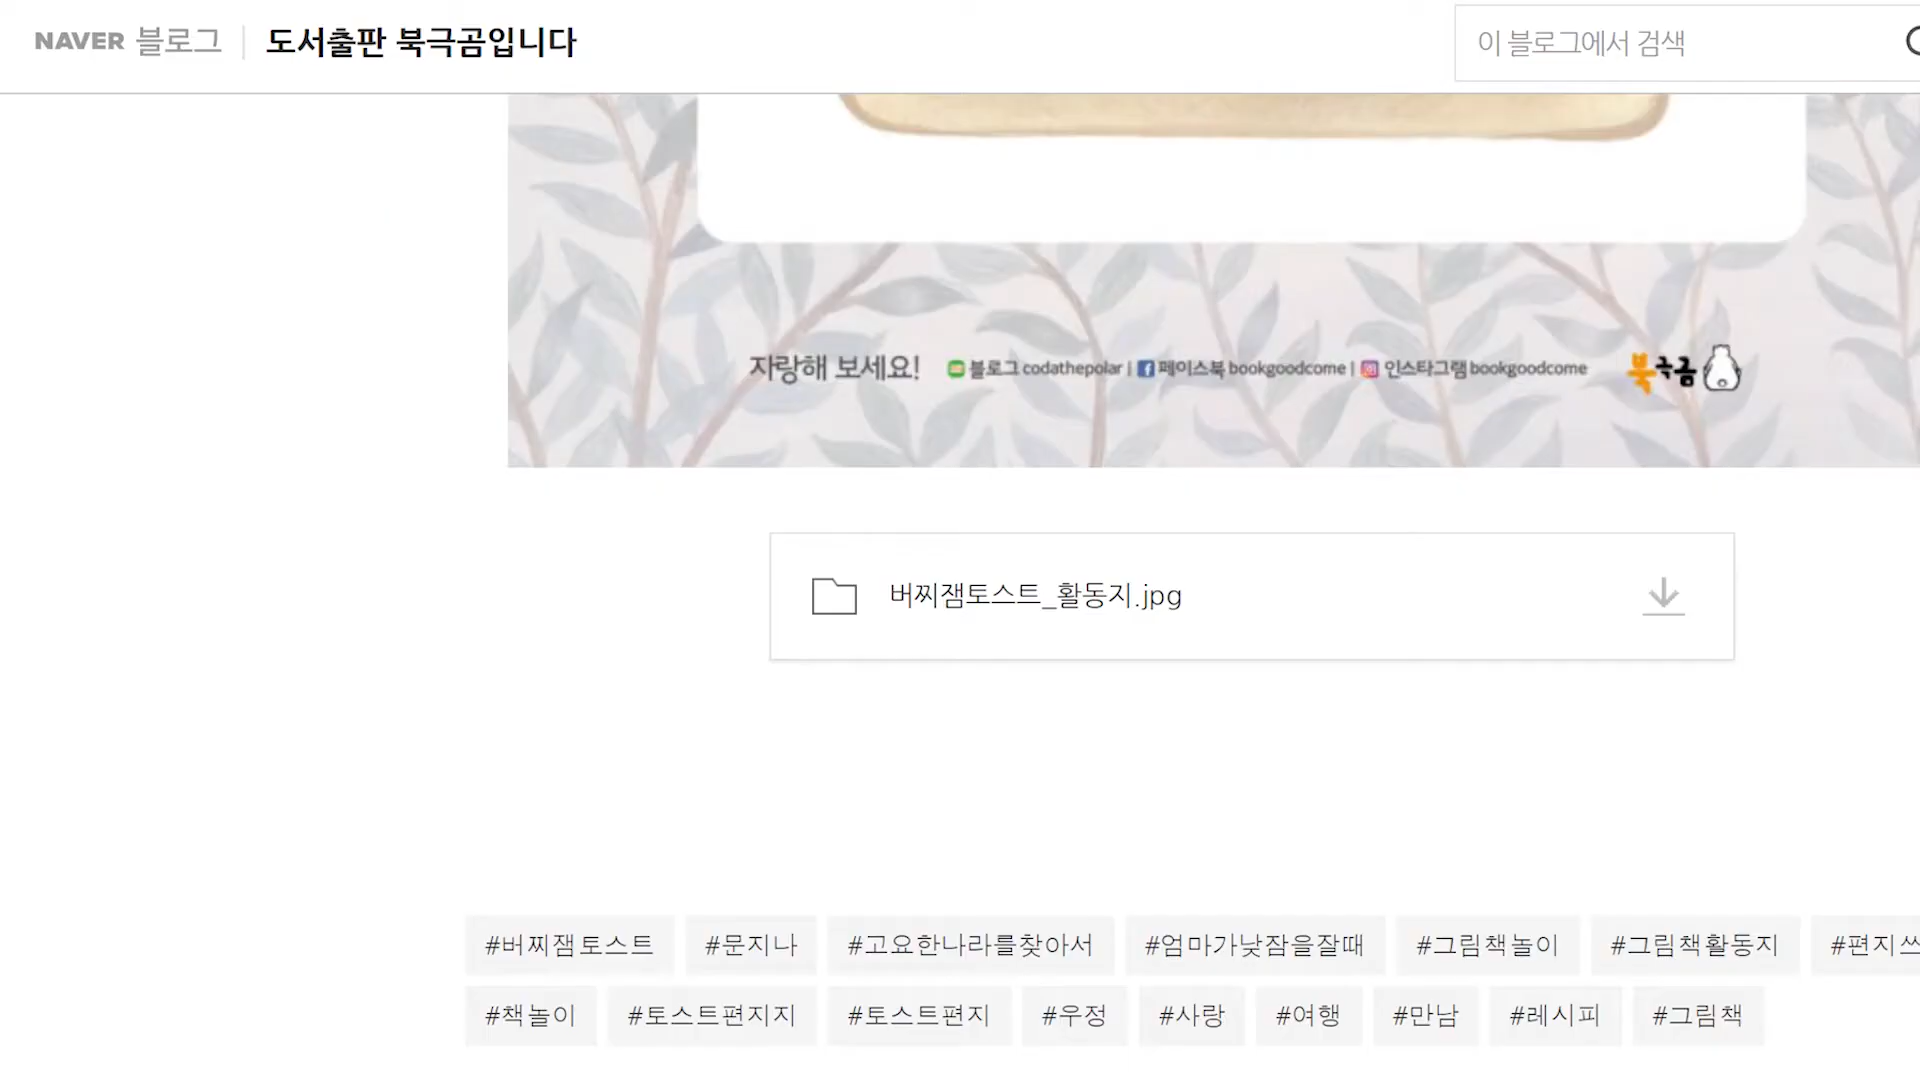 NAVER 블로그 도서출판 북극곰입니다 이 블로그에서 검색
자랑해 보세요! 블로그 codathepolar | 페이스북 bookgoodcome | 인스타그램 bookgoodcome 북극곰
버찌잼토스트_활동지.jpg
#버찌잼토스트 #문지나 #고요한나라를찾아서 #엄마가낮잠을잘때 #그림책놀이 #그림책활동지 #편지쓰
#책놀이 #토스트편지지 #토스트편지 #우정 #사랑 #여행 #만남 #레시피 #그림책